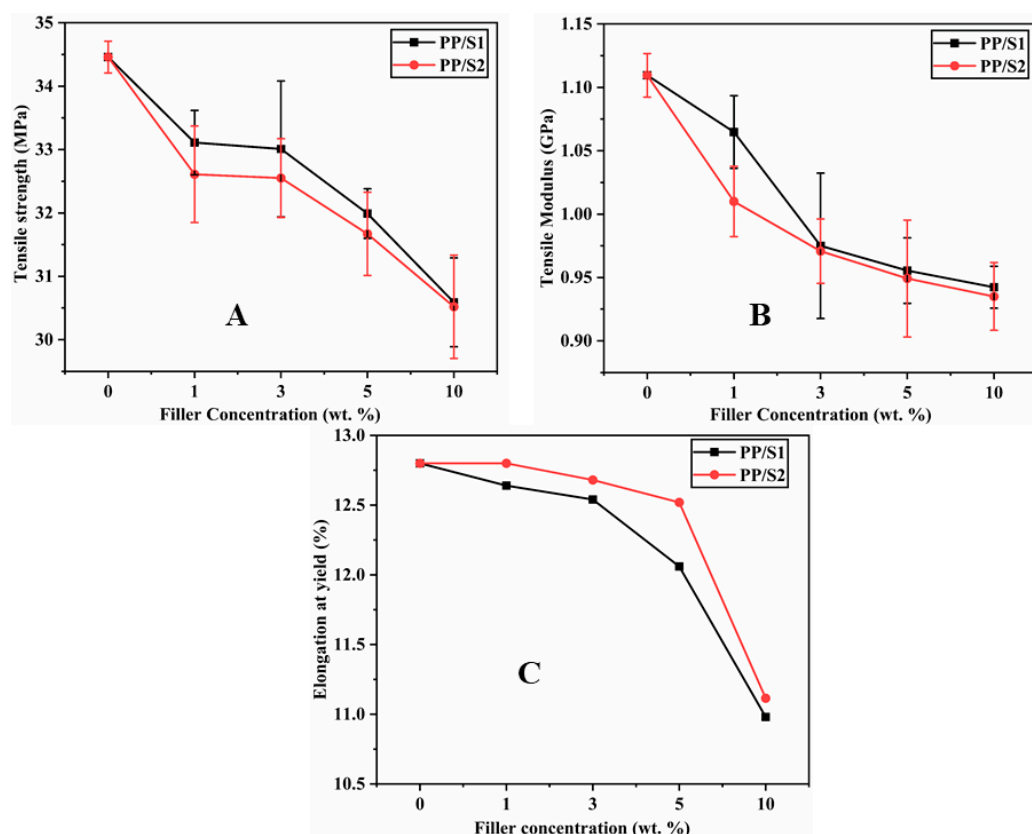 35
34
33
32
31
30
Tensile strength (MPa)
PP/S1
PP/S2
A
0 1 3 5 10
Filler Concentration (wt. %)
1.15
1.10
1.05
1.00
0.95
0.90
Tensile Modulus (GPa)
PP/S1
PP/S2
B
0 1 3 5 10
Filler Concentration (wt. %)
13.0
12.5
12.0
11.5
11.0
10.5
Elongation at yield (%)
PP/S1
PP/S2
C
0 1 3 5 10
Filler concentration (wt. %)